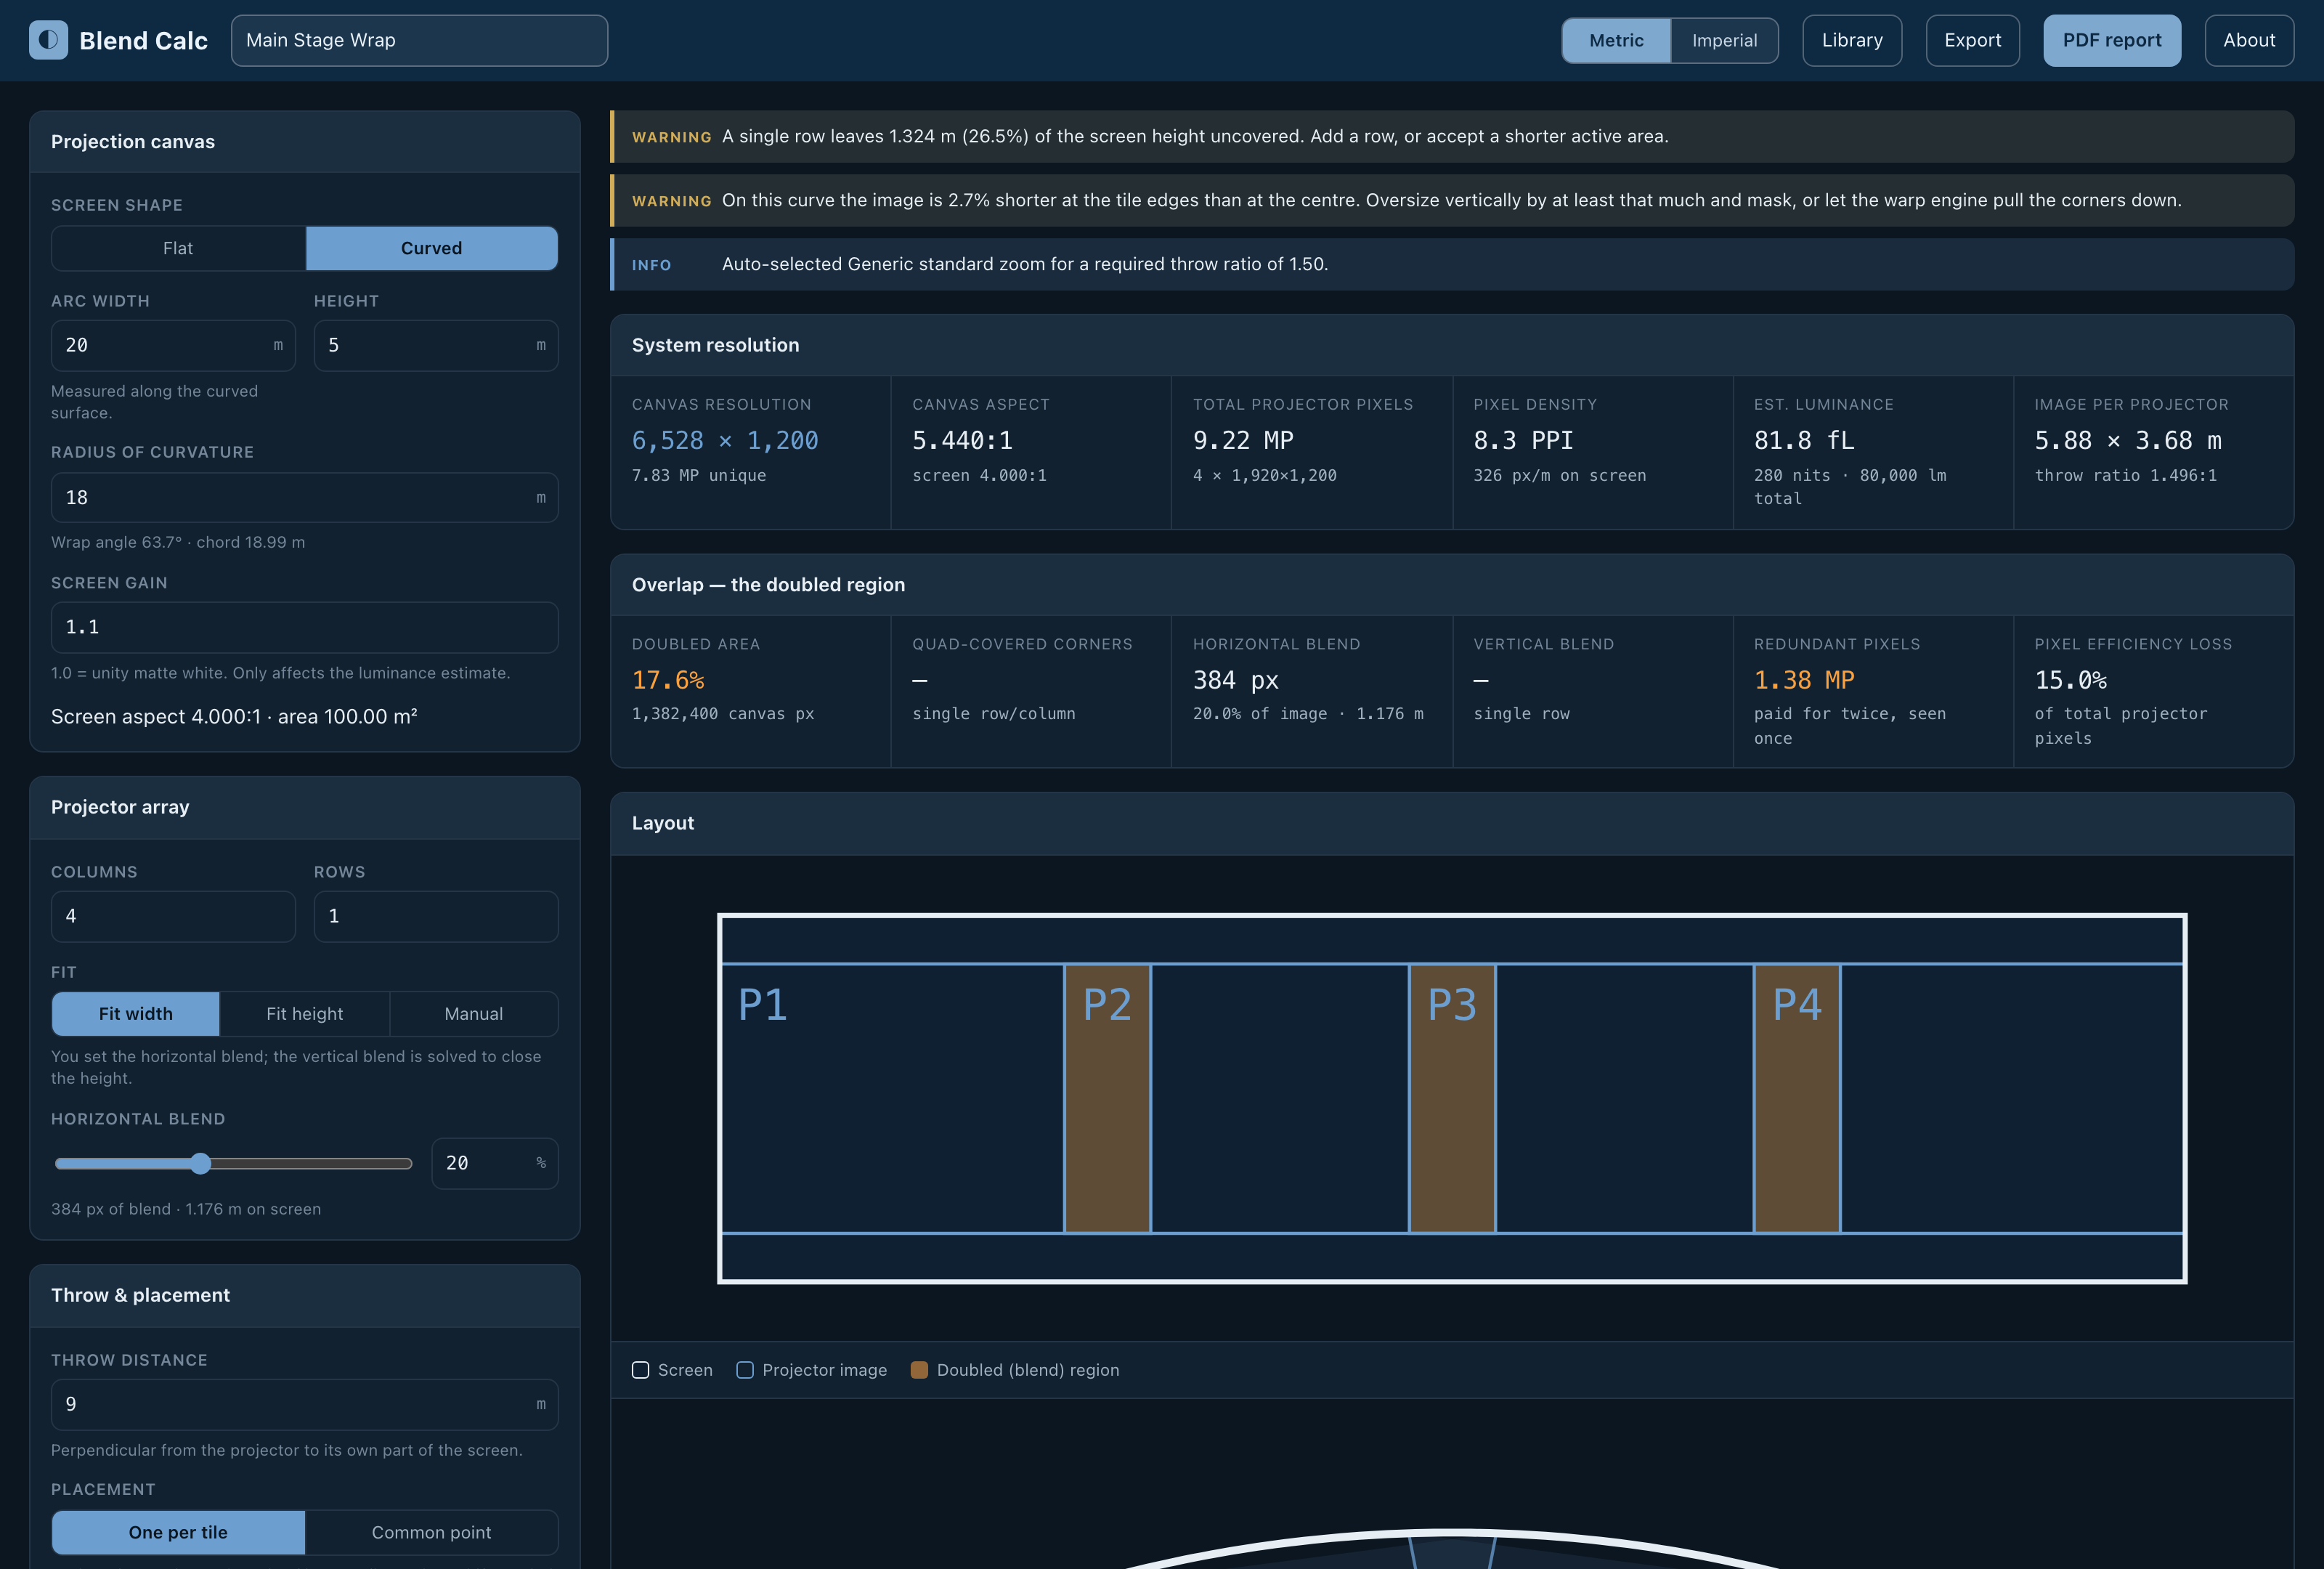 Blend Calc
Main Stage Wrap
Metric
Imperial
Library
Export
PDF report
About
Projection canvas
SCREEN SHAPE
Flat
Curved
ARC WIDTH
HEIGHT
20 m
5 m
Measured along the curved
surface.
RADIUS OF CURVATURE
18 m
Wrap angle 63.7° · chord 18.99 m
SCREEN GAIN
1.1
1.0 = unity matte white. Only affects the luminance estimate.
Screen aspect 4.000:1 · area 100.00 m²
Projector array
COLUMNS
ROWS
4
1
FIT
Fit width
Fit height
Manual
You set the horizontal blend; the vertical blend is solved to close
the height.
HORIZONTAL BLEND
20 %
384 px of blend · 1.176 m on screen
Throw & placement
THROW DISTANCE
9 m
Perpendicular from the projector to its own part of the screen.
PLACEMENT
One per tile
Common point
WARNING A single row leaves 1.324 m (26.5%) of the screen height uncovered. Add a row, or accept a shorter active area.
WARNING On this curve the image is 2.7% shorter at the tile edges than at the centre. Oversize vertically by at least that much and mask, or let the warp engine pull the corners down.
INFO Auto-selected Generic standard zoom for a required throw ratio of 1.50.
System resolution
CANVAS RESOLUTION
6,528 × 1,200
7.83 MP unique
CANVAS ASPECT
5.440:1
screen 4.000:1
TOTAL PROJECTOR PIXELS
9.22 MP
4 × 1,920×1,200
PIXEL DENSITY
8.3 PPI
326 px/m on screen
EST. LUMINANCE
81.8 fL
280 nits · 80,000 lm
total
IMAGE PER PROJECTOR
5.88 × 3.68 m
throw ratio 1.496:1
Overlap — the doubled region
DOUBLED AREA
17.6%
1,382,400 canvas px
QUAD-COVERED CORNERS
—
single row/column
HORIZONTAL BLEND
384 px
20.0% of image · 1.176 m
VERTICAL BLEND
—
single row
REDUNDANT PIXELS
1.38 MP
paid for twice, seen
once
PIXEL EFFICIENCY LOSS
15.0%
of total projector
pixels
Layout
P1
P2
P3
P4
Screen
Projector image
Doubled (blend) region